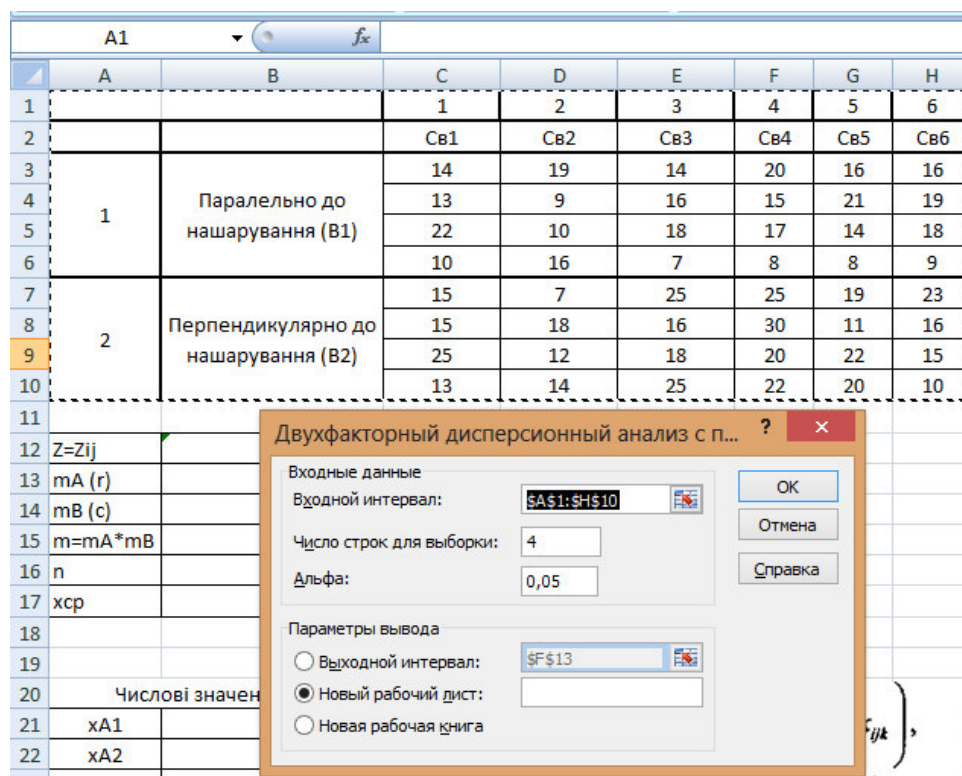 A1 fx
A B C D E F G H
1 1 2 3 4 5 6
2 Св1 Св2 Св3 Св4 Св5 Св6
3 14 19 14 20 16 16
4 1 Паралельно до 13 9 16 15 21 19
5 нашарування (В1) 22 10 18 17 14 18
6 10 16 7 8 8 9
7 15 7 25 25 19 23
8 2 Перпендикулярно до 15 18 16 30 11 16
9 нашарування (В2) 25 12 18 20 22 15
10 13 14 25 22 20 10
11
12 Z=Zij
13 mA (r)
14 mB (c)
15 m=mA*mB
16 n
17 xcp
18
19
20 Числові значен
21 xA1
22 xA2
Двухфакторный дисперсионный анализ с п... ? x
Входные данные
Входной интервал: $A$1:$H$10
Число строк для выборки: 4
Альфа: 0,05
Параметры вывода
Выходной интервал: $F$13
Новый рабочий лист:
Новая рабочая книга
ОК
Отмена
Справка
ijk ) ,